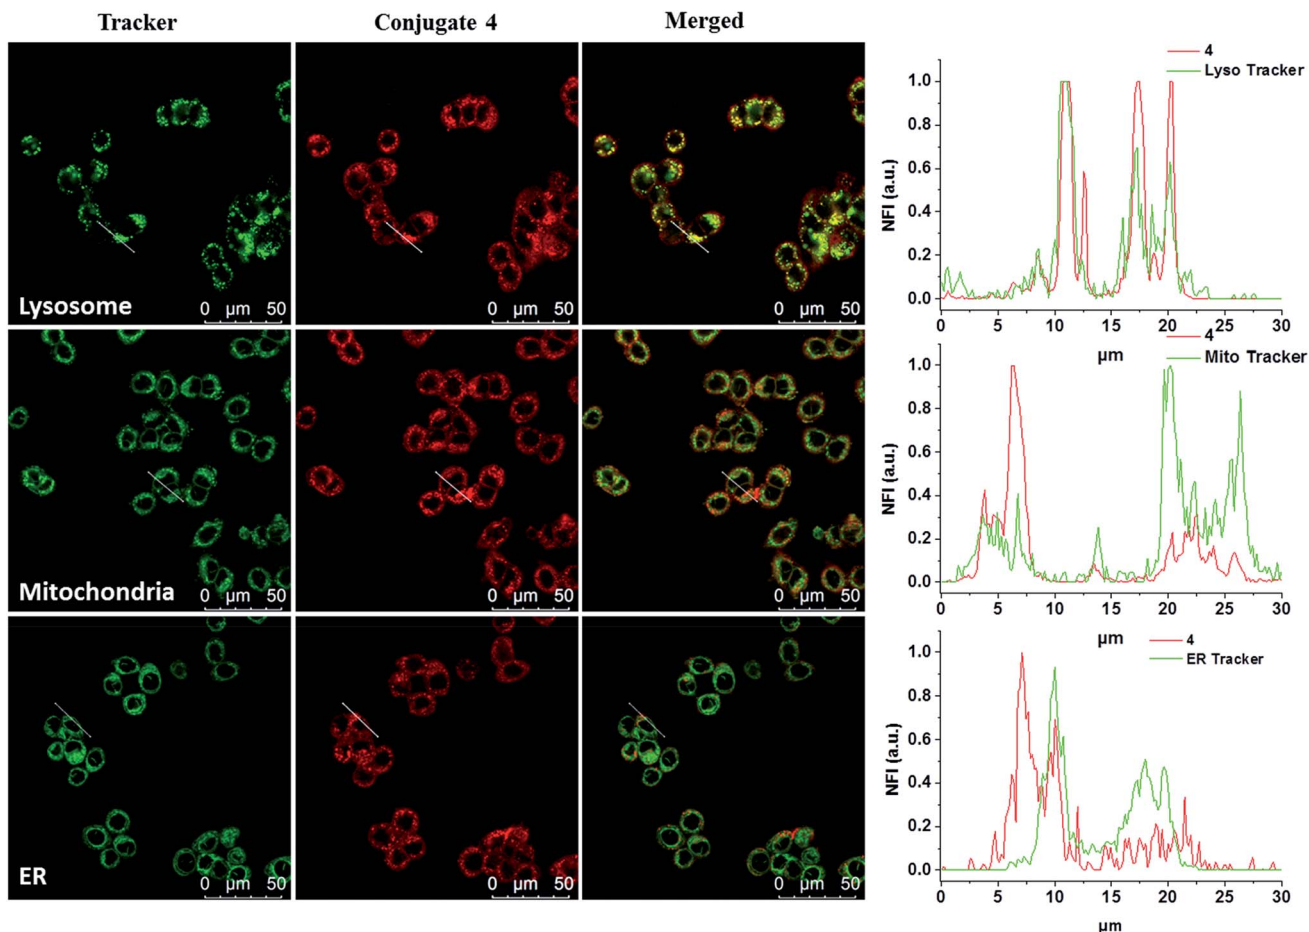 Tracker Conjugate 4 Merged
Lysosome
0 µm 50
0 µm 50
0 µm 50
4
Lyso Tracker
NFI (a.u.)
1.0
0.8
0.6
0.4
0.2
0.0
0 5 10 15 20 25 30
µm
Mitochondria
0 µm 50
0 µm 50
0 µm 50
4
Mito Tracker
NFI (a.u.)
1.0
0.8
0.6
0.4
0.2
0.0
0 5 10 15 20 25 30
µm
ER
0 µm 50
0 µm 50
0 µm 50
4
ER Tracker
NFI (a.u.)
1.0
0.8
0.6
0.4
0.2
0.0
0 5 10 15 20 25 30
µm